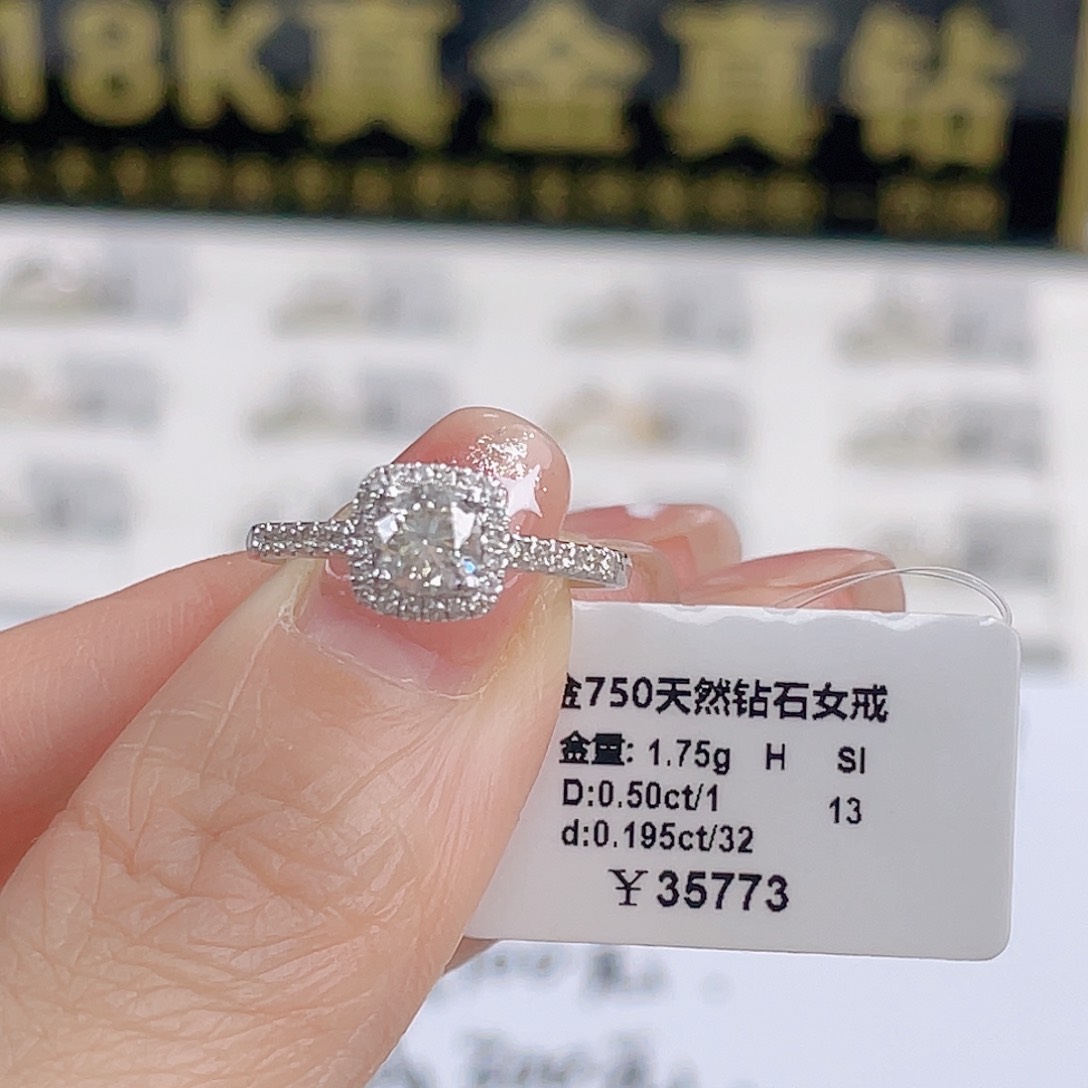 18K真金真钻
金750天然钻石女戒
金重: 1.75g H SI
D:0.50ct/1 13
d:0.195ct/32
￥35773